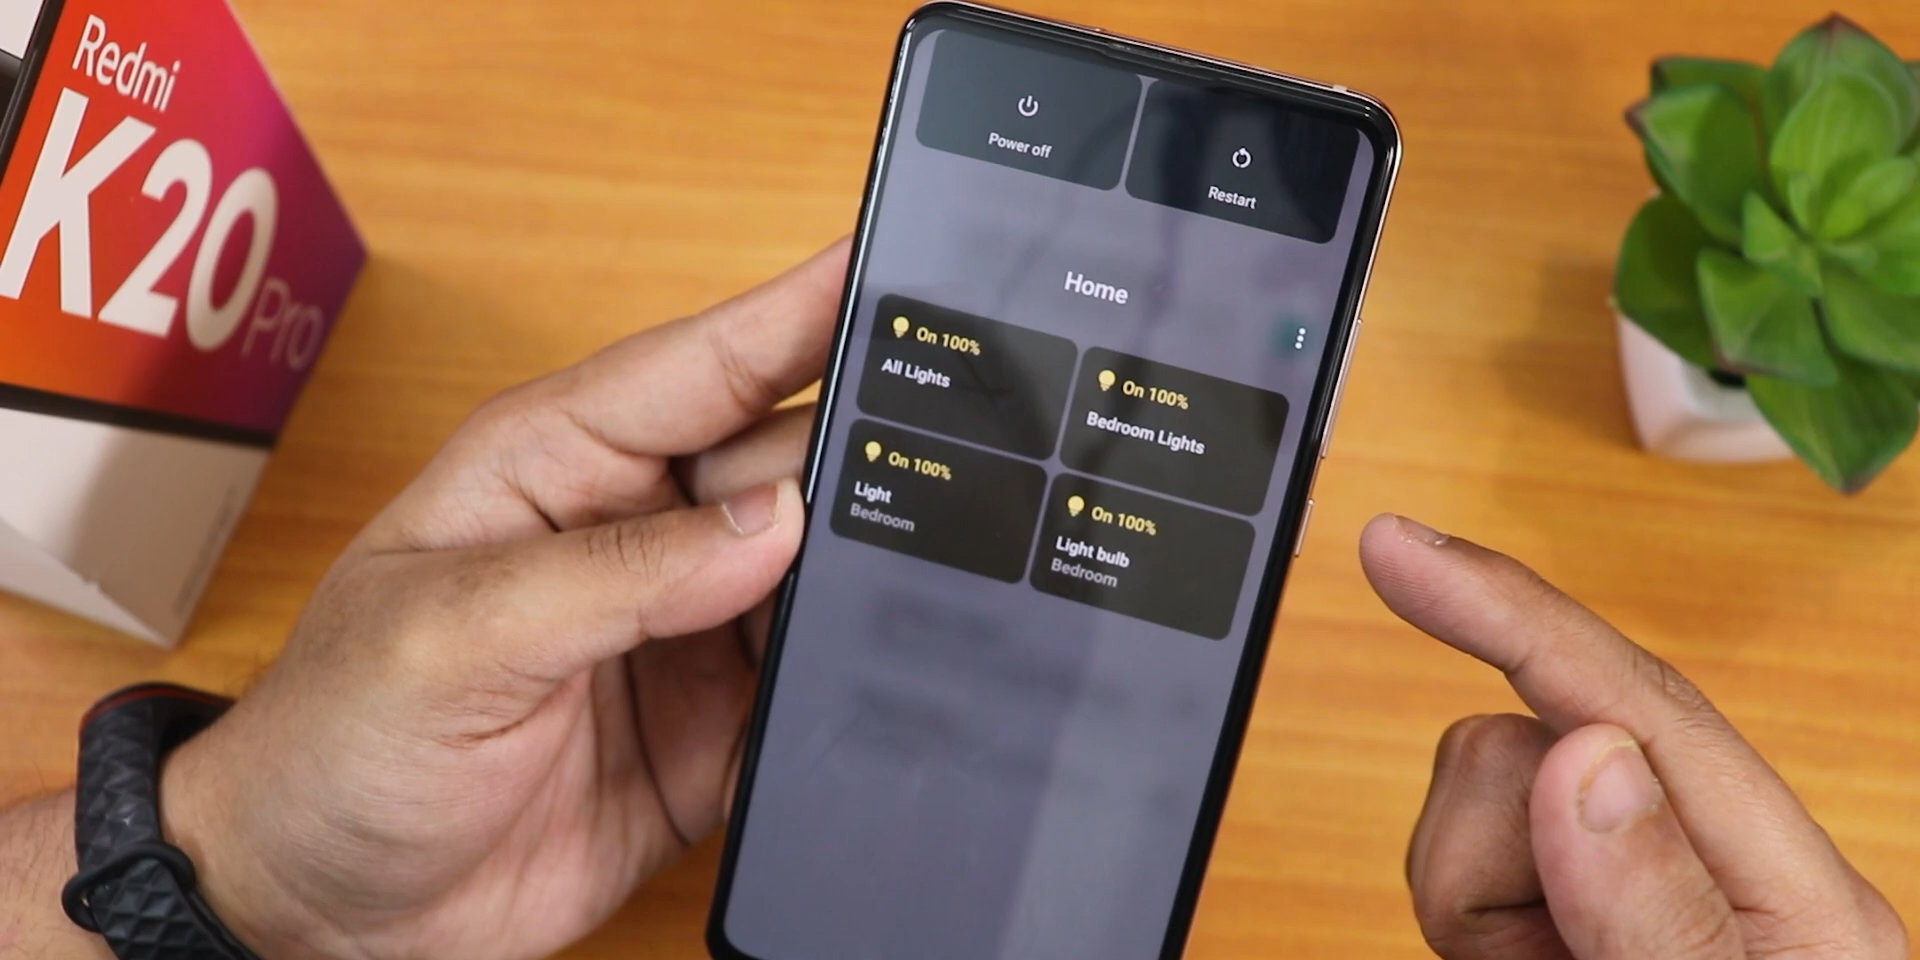 Redmi
K20 Pro
Power off
Restart
Home
On 100%
All Lights
On 100%
Bedroom Lights
On 100%
Light
Bedroom
On 100%
Light bulb
Bedroom